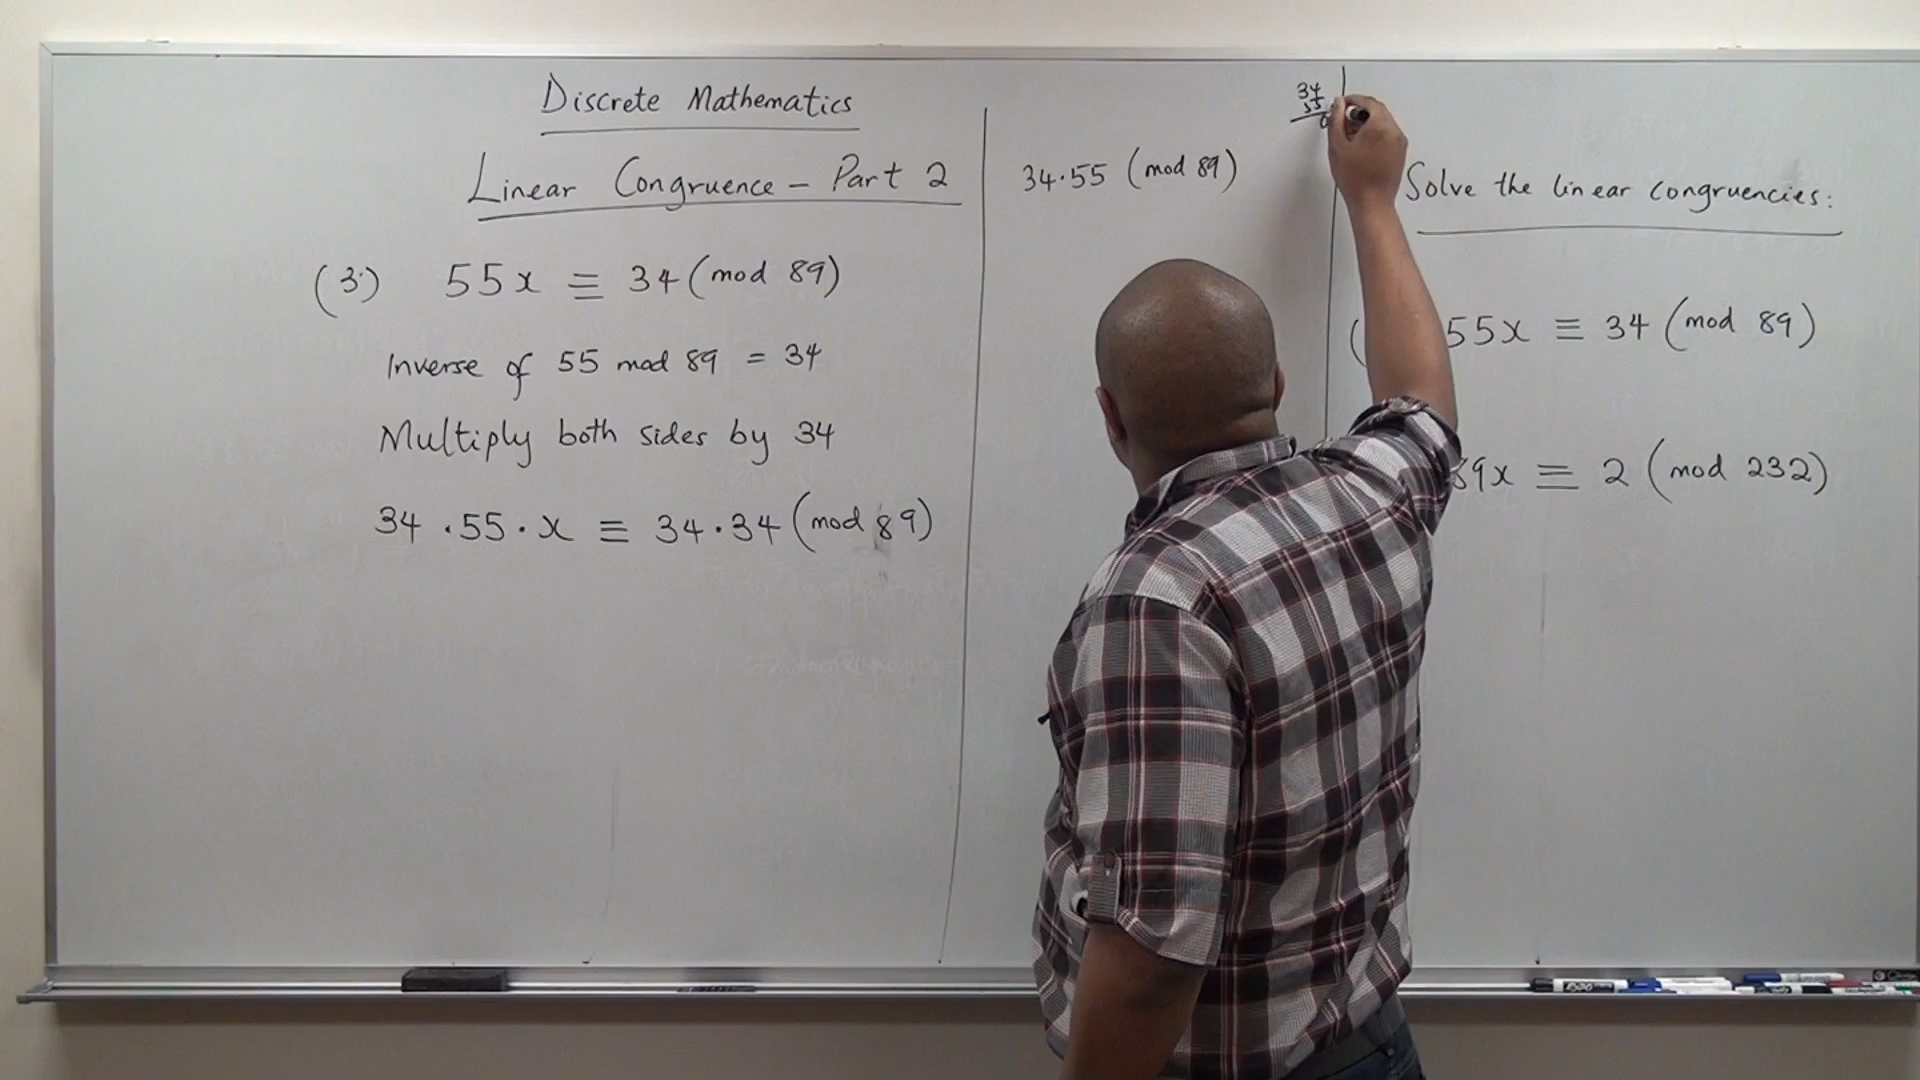 Discrete Mathematics
Linear Congruence - Part 2
(3) 55x ≡ 34 (mod 89)
Inverse of 55 mod 89 = 34
Multiply both sides by 34
34 · 55 · x ≡ 34 · 34 (mod 89)
34
55
0
34·55 (mod 89)
Solve the linear congruencies:
( 55x ≡ 34 (mod 89)
89x ≡ 2 (mod 232)
EXPO